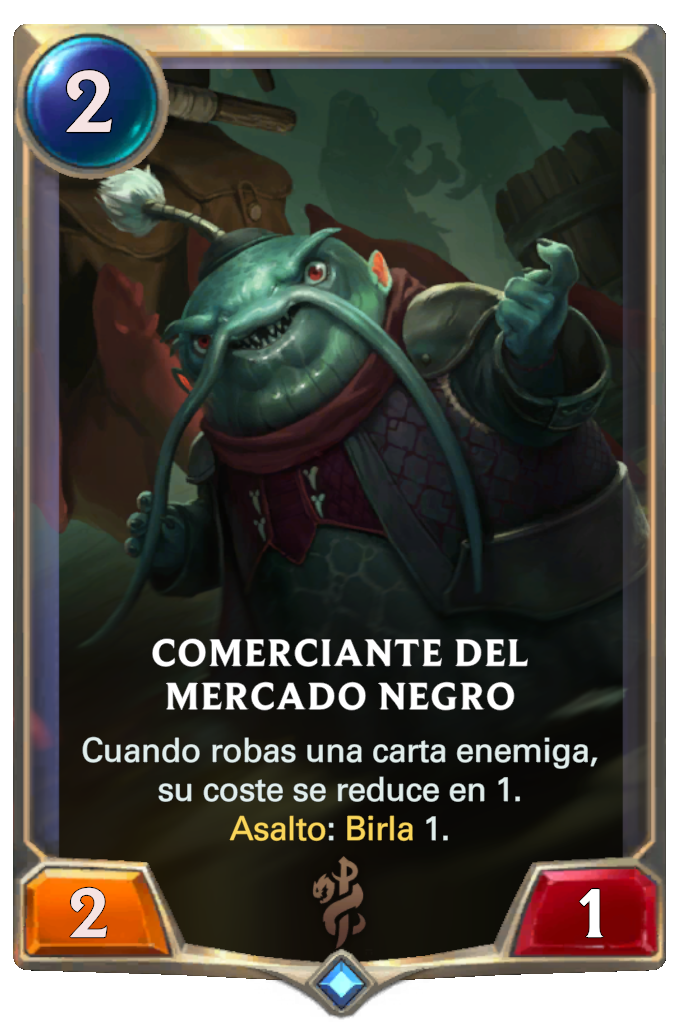 2
COMERCIANTE DEL
MERCADO NEGRO
Cuando robas una carta enemiga,
su coste se reduce en 1.
Asalto: Birla 1.
2
1